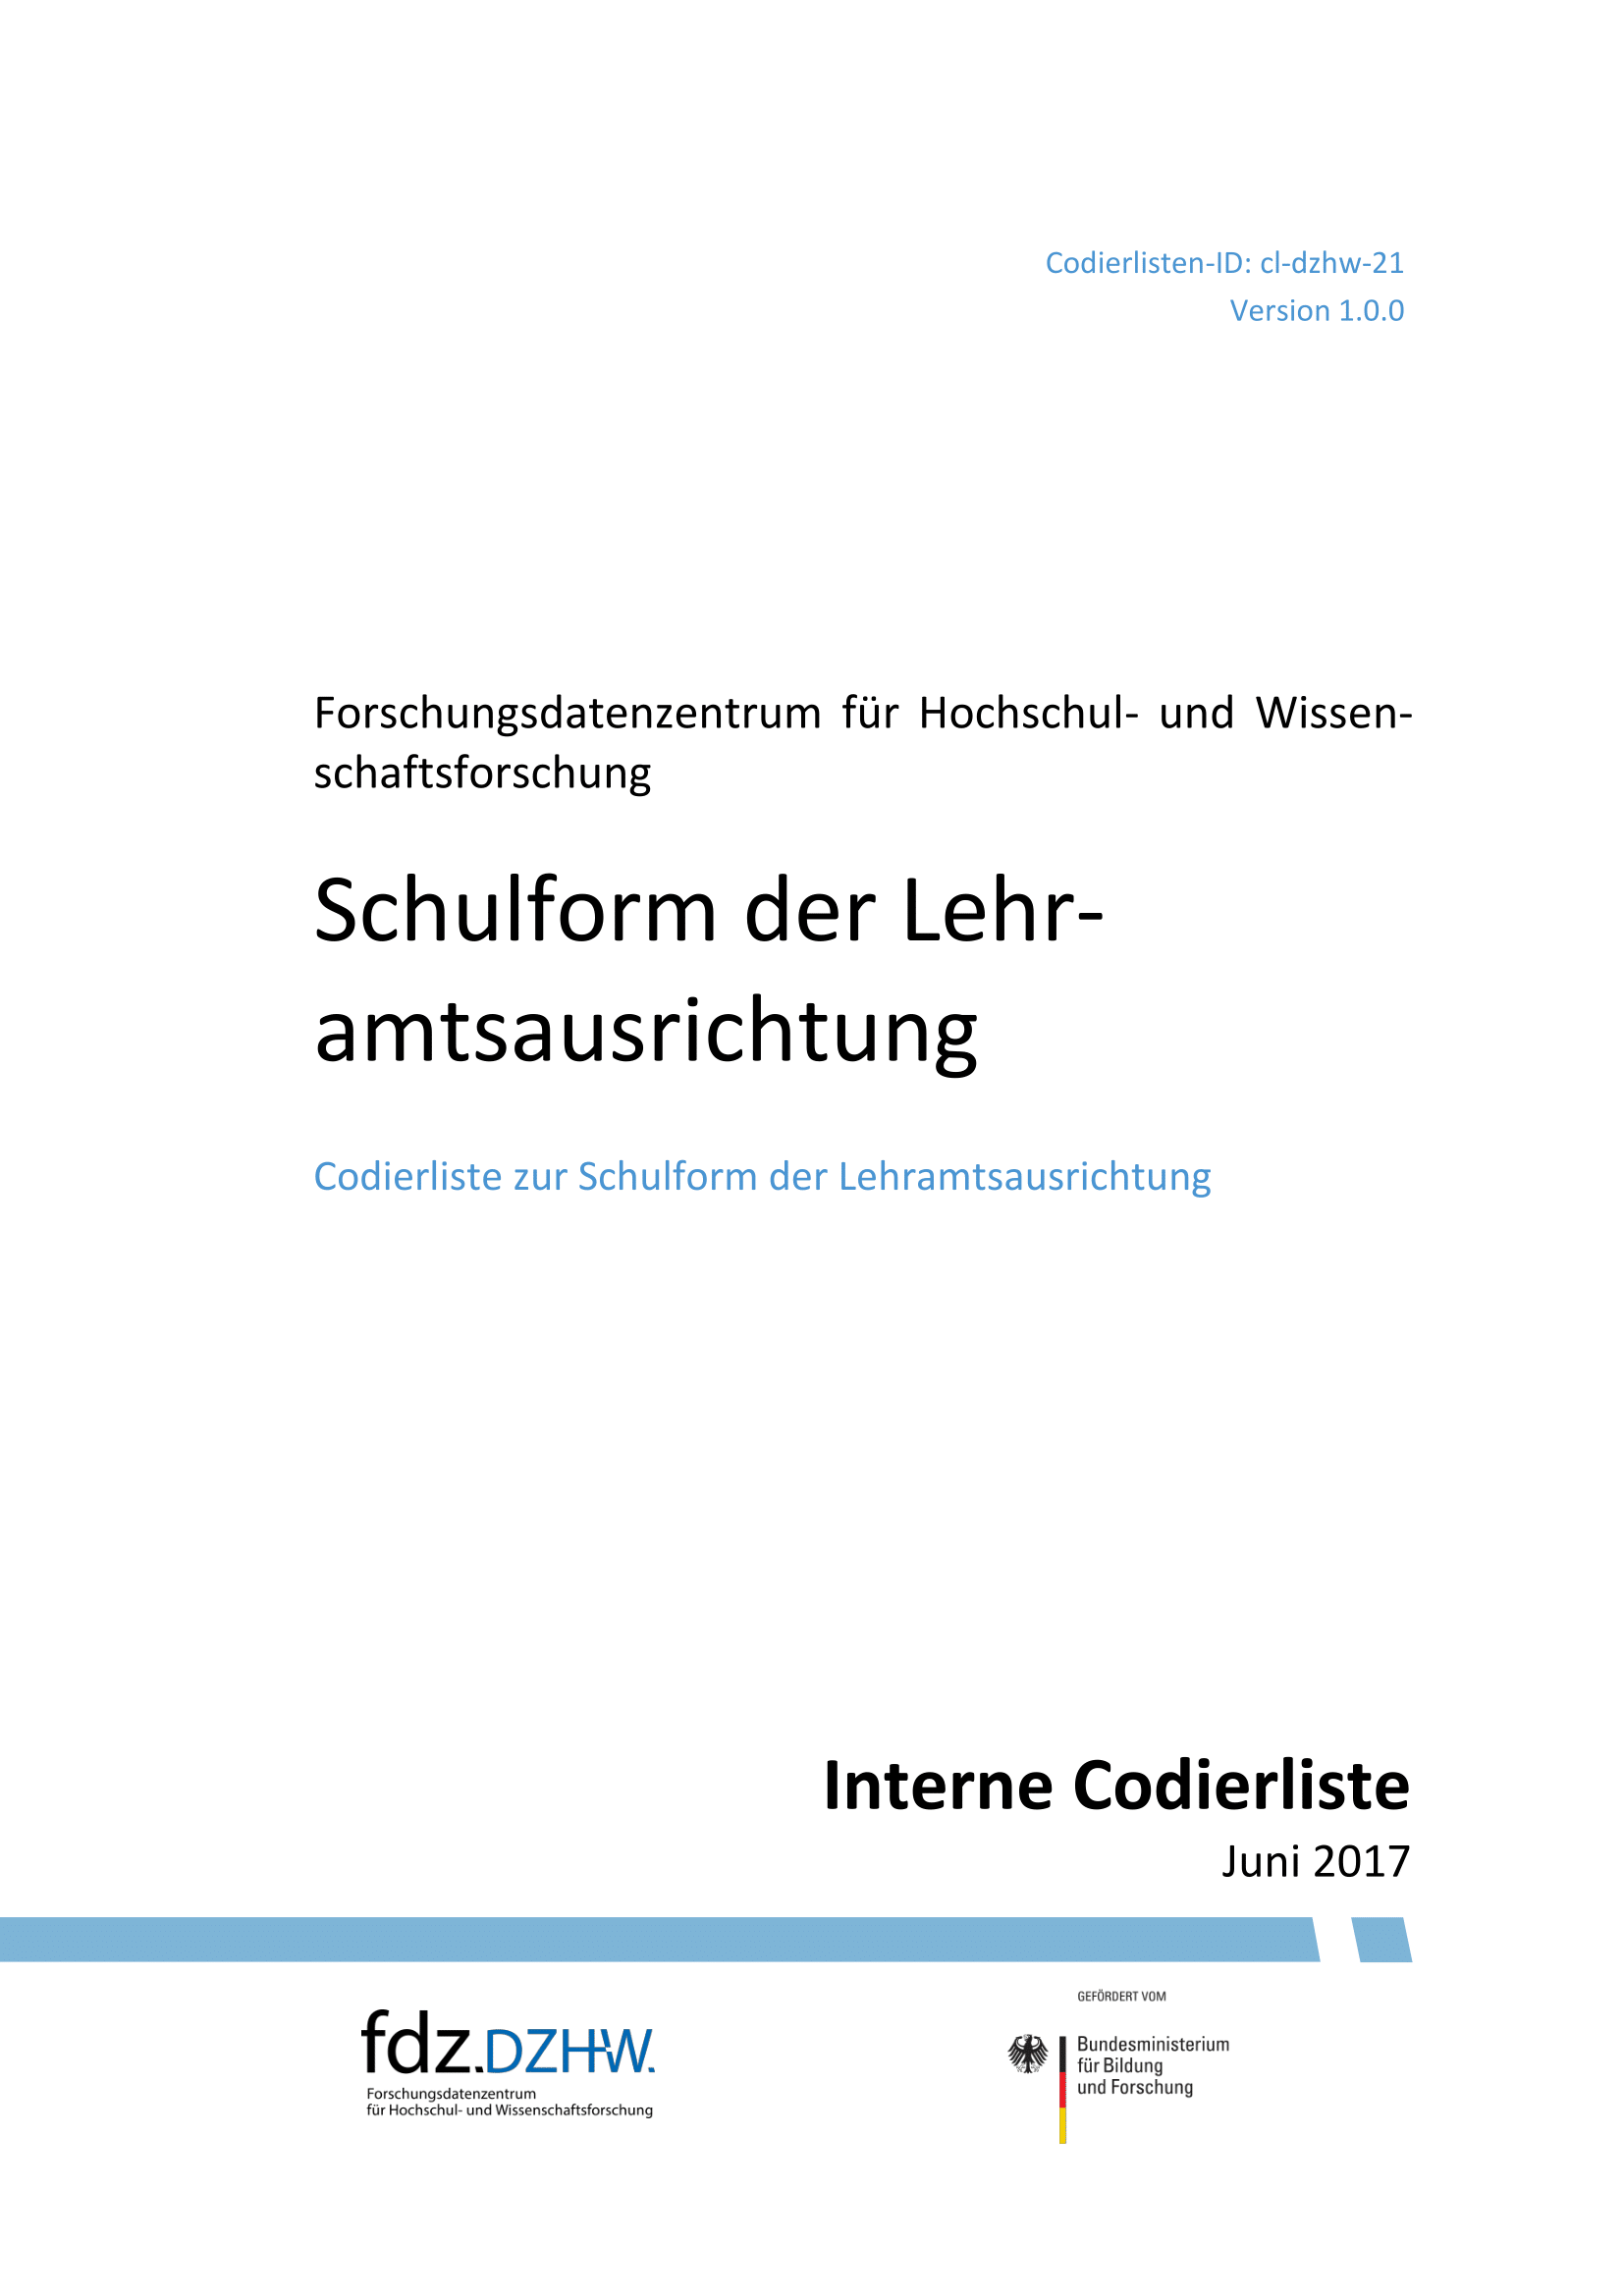 Codierlisten-ID: cl-dzhw-21
Version 1.0.0
Forschungsdatenzentrum für Hochschul- und Wissen-
schaftsforschung
Schulform der Lehr-
amtsausrichtung
Codierliste zur Schulform der Lehramtsausrichtung
Interne Codierliste
Juni 2017
fdz.DZHW.
Forschungsdatenzentrum
für Hochschul- und Wissenschaftsforschung
GEFÖRDERT VOM
Bundesministerium
für Bildung
und Forschung